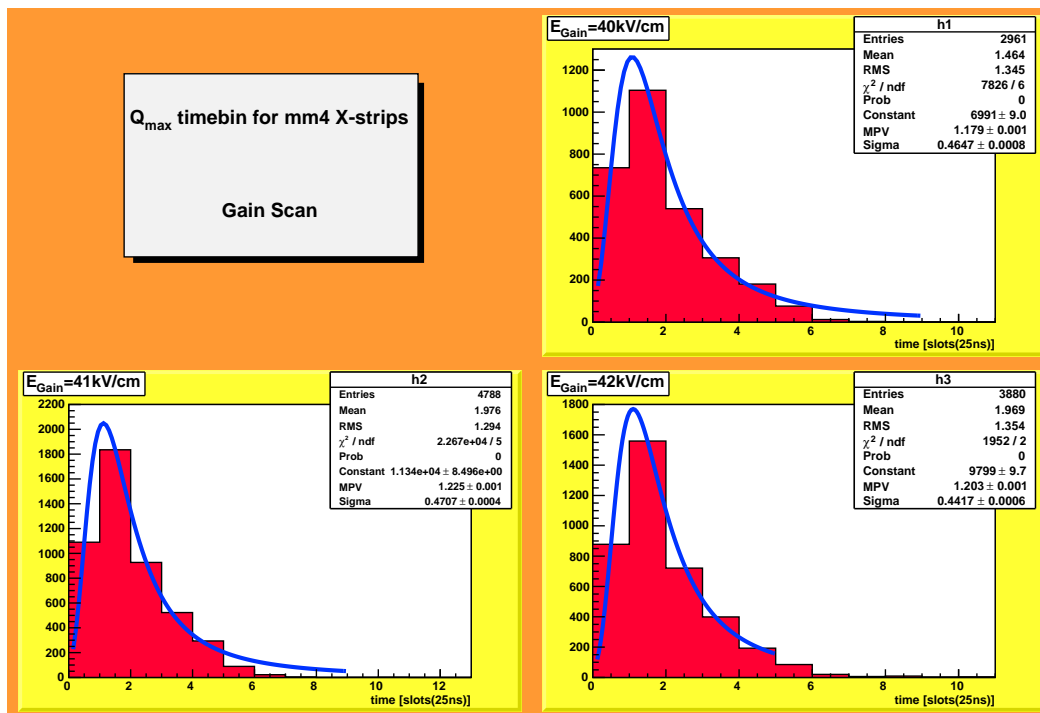 Q_max timebin for mm4 X-strips
Gain Scan
E_Gain=40kV/cm
h1
Entries 2961
Mean 1.464
RMS 1.345
χ² / ndf 7826 / 6
Prob 0
Constant 6991 ± 9.0
MPV 1.179 ± 0.001
Sigma 0.4647 ± 0.0008
1200
1000
800
600
400
200
0
0 2 4 6 8 10
time [slots(25ns)]
E_Gain=41kV/cm
h2
Entries 4788
Mean 1.976
RMS 1.294
χ² / ndf 2.267e+04 / 5
Prob 0
Constant 1.134e+04 ± 8.496e+00
MPV 1.225 ± 0.001
Sigma 0.4707 ± 0.0004
2200
2000
1800
1600
1400
1200
1000
800
600
400
200
0
0 2 4 6 8 10 12
time [slots(25ns)]
E_Gain=42kV/cm
h3
Entries 3880
Mean 1.969
RMS 1.354
χ² / ndf 1952 / 2
Prob 0
Constant 9799 ± 9.7
MPV 1.203 ± 0.001
Sigma 0.4417 ± 0.0006
1800
1600
1400
1200
1000
800
600
400
200
0
0 2 4 6 8 10
time [slots(25ns)]